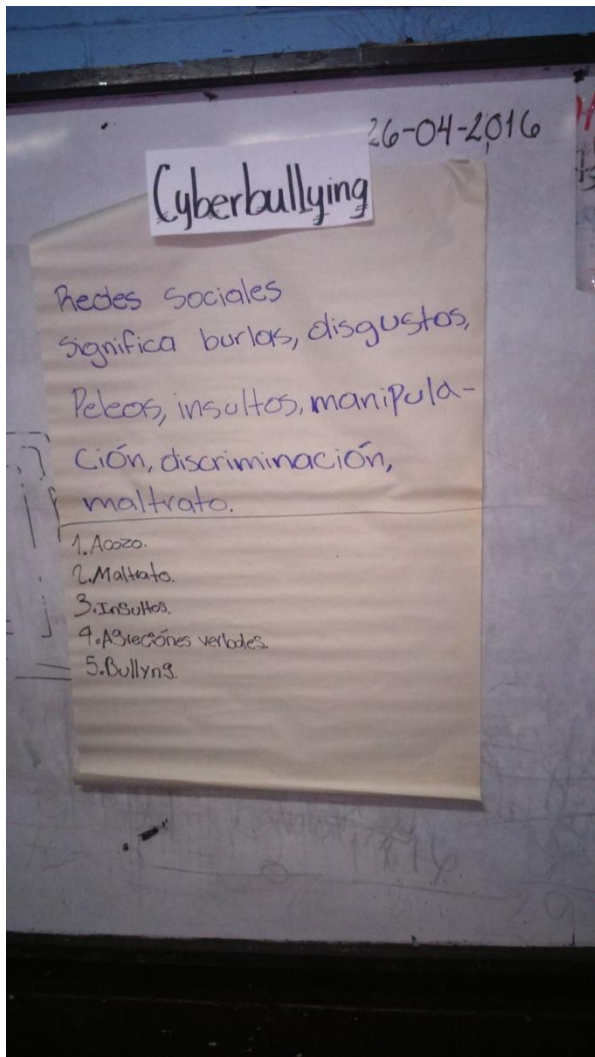 26-04-2016
Cyberbullying
Redes Sociales
Significa burlas, disgustos,
Peleas, insultos, manipula-
ción, discriminación,
maltrato.
1. Acozo.
2. Maltrato.
3. Insultos.
4. Agreciónes verbales.
5. Bullyng.